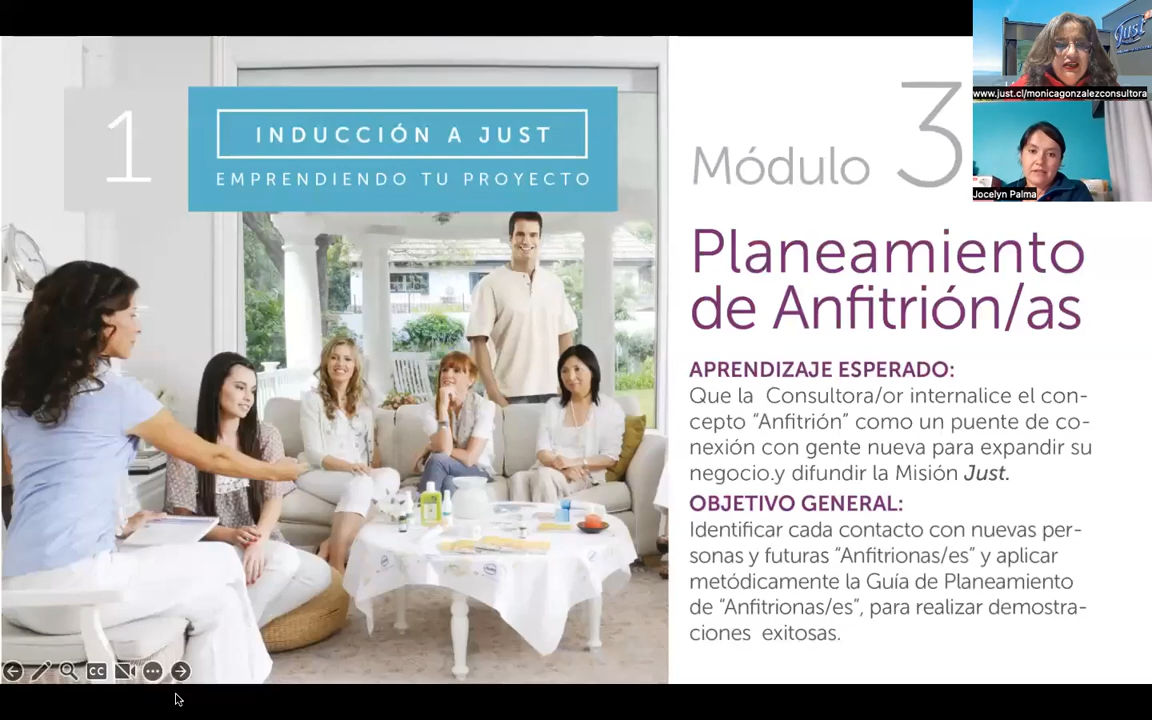 1
INDUCCIÓN A JUST
EMPRENDIENDO TU PROYECTO
Módulo 3
Planeamiento
de Anfitrión/as
APRENDIZAJE ESPERADO:
Que la Consultora/or internalice el con-
cepto “Anfitrión” como un puente de co-
nexión con gente nueva para expandir su
negocio.y difundir la Misión Just.
OBJETIVO GENERAL:
Identificar cada contacto con nuevas per-
sonas y futuras “Anfitrionas/es” y aplicar
metódicamente la Guía de Planeamiento
de “Anfitrionas/es”, para realizar demostra-
ciones exitosas.
Just
www.just.cl/monicagonzalezconsultora
Jocelyn Palma
CC